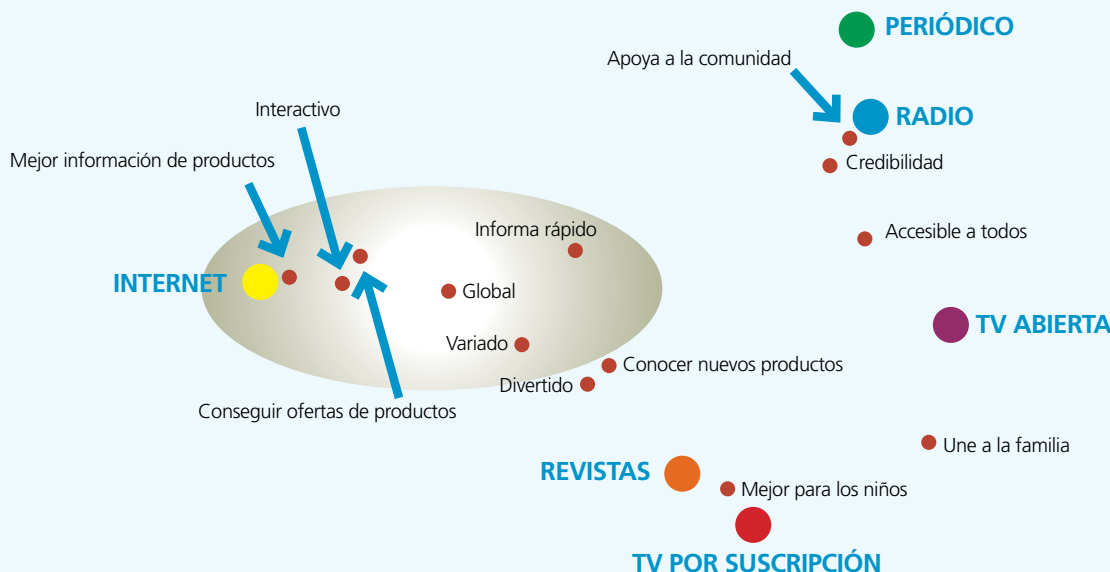 PERIÓDICO
Apoya a la comunidad
Interactivo
RADIO
Mejor información de productos
Credibilidad
Informa rápido
Accesible a todos
INTERNET
Global
TV ABIERTA
Variado
Conocer nuevos productos
Divertido
Conseguir ofertas de productos
Une a la familia
REVISTAS
Mejor para los niños
TV POR SUSCRIPCIÓN